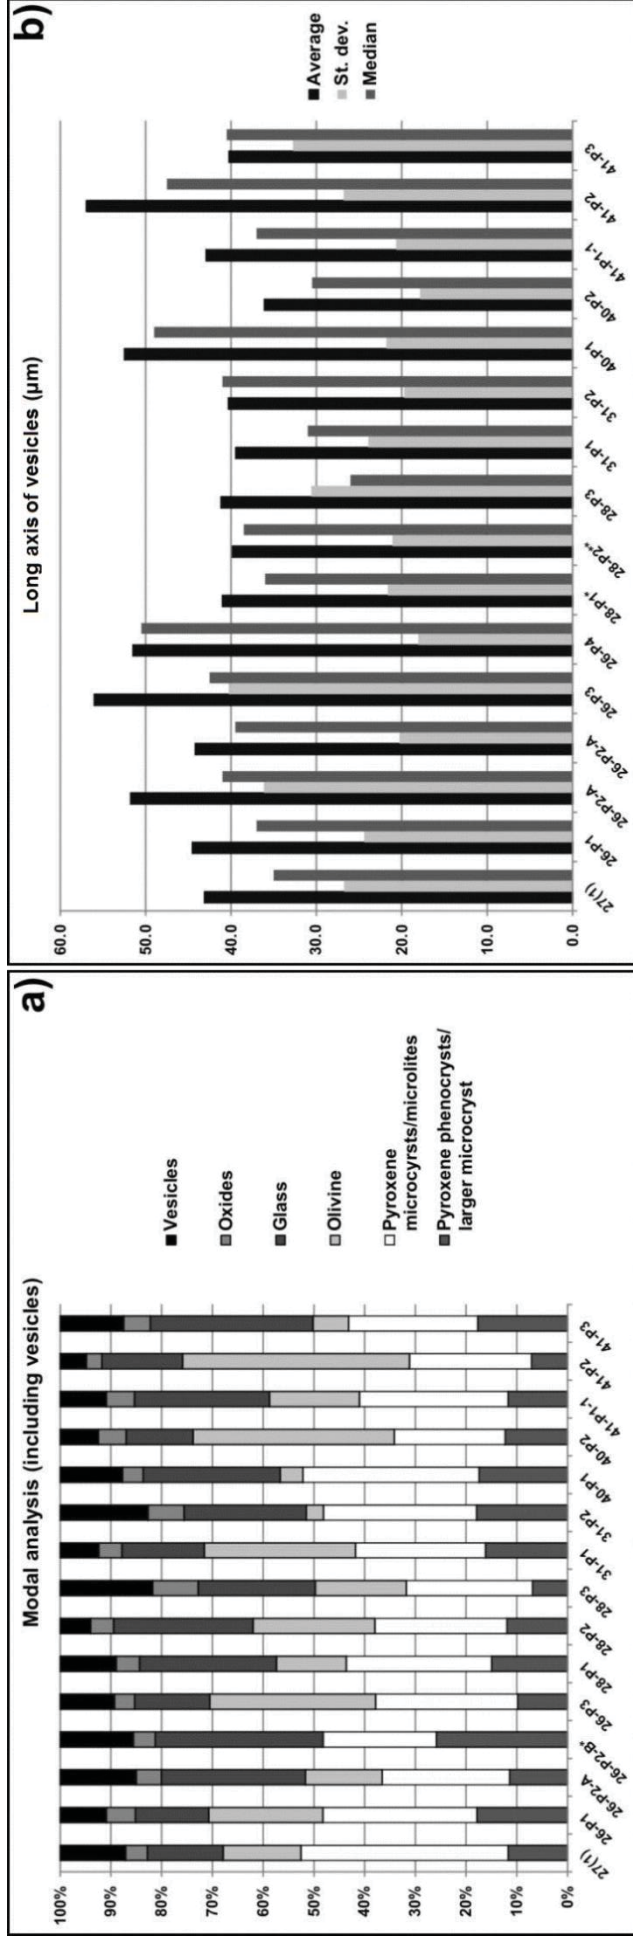 a)
Modal analysis (including vesicles)
100%
90%
80%
70%
60%
50%
40%
30%
20%
10%
0%
27(1)
26-P1
26-P2-A
26-P2-B*
26-P3
28-P1
28-P2
28-P3
31-P1
31-P2
40-P1
40-P2
41-P1-1
41-P2
41-P3
Vesicles
Oxides
Glass
Olivine
Pyroxene
microcyrsts/microlites
Pyroxene phenocrysts/
larger microcryst
b)
Long axis of vesicles (µm)
60.0
50.0
40.0
30.0
20.0
10.0
0.0
27(1)
26-P1
26-P2-A
26-P2-A
26-P3
26-P4
28-P1*
28-P2**
28-P3
31-P1
31-P2
40-P1
40-P2
41-P1-1
41-P2
41-P3
Average
St. dev.
Median